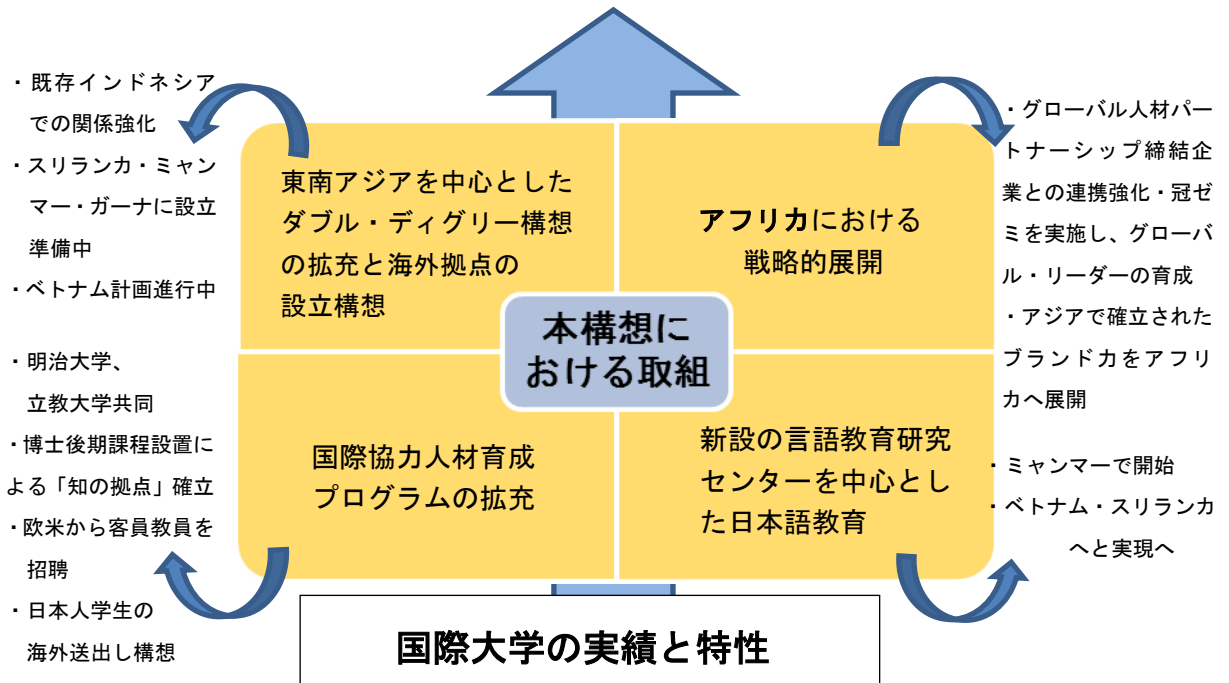 ・既存インドネシア
での関係強化
・スリランカ・ミャン
マー・ガーナに設立
準備中
・ベトナム計画進行中
東南アジアを中心とした
ダブル・ディグリー構想
の拡充と海外拠点の
設立構想
アフリカにおける
戦略的展開
・グローバル人材パー
トナーシップ締結企
業との連携強化・冠ゼ
ミを実施し、グローバ
ル・リーダーの育成
・アジアで確立された
ブランド力をアフリ
カへ展開
本構想に
おける取組
・明治大学、
立教大学共同
・博士後期課程設置に
よる「知の拠点」確立
・欧米から客員教員を
招聘
・日本人学生の
海外送出し構想
国際協力人材育成
プログラムの拡充
新設の言語教育研究
センターを中心とし
た日本語教育
・ミャンマーで開始
・ベトナム・スリランカ
へと実現へ
国際大学の実績と特性